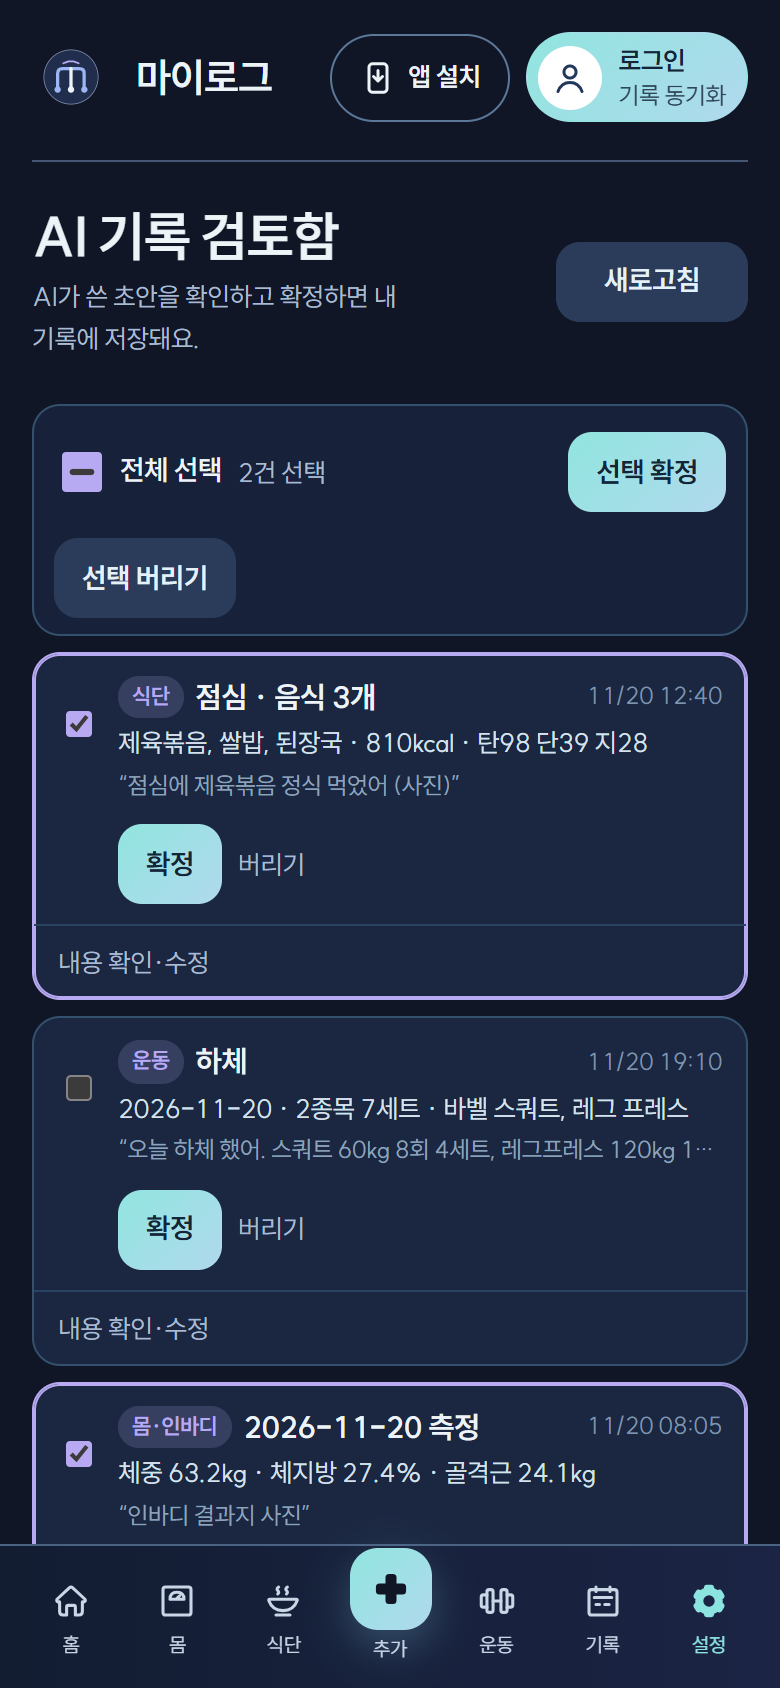 마이로그
앱 설치
로그인
기록 동기화
AI 기록 검토함
AI가 쓴 초안을 확인하고 확정하면 내
기록에 저장돼요.
새로고침
전체 선택 2건 선택
선택 확정
선택 버리기
식단 점심 · 음식 3개 11/20 12:40
제육볶음, 쌀밥, 된장국 · 810kcal · 탄98 단39 지28
“점심에 제육볶음 정식 먹었어 (사진)”
확정 버리기
내용 확인·수정
운동 하체 11/20 19:10
2026-11-20 · 2종목 7세트 · 바벨 스쿼트, 레그 프레스
“오늘 하체 했어. 스쿼트 60kg 8회 4세트, 레그프레스 120kg 1…
확정 버리기
내용 확인·수정
몸·인바디 2026-11-20 측정 11/20 08:05
체중 63.2kg · 체지방 27.4% · 골격근 24.1kg
“인바디 결과지 사진”
홈 몸 식단 추가 운동 기록 설정